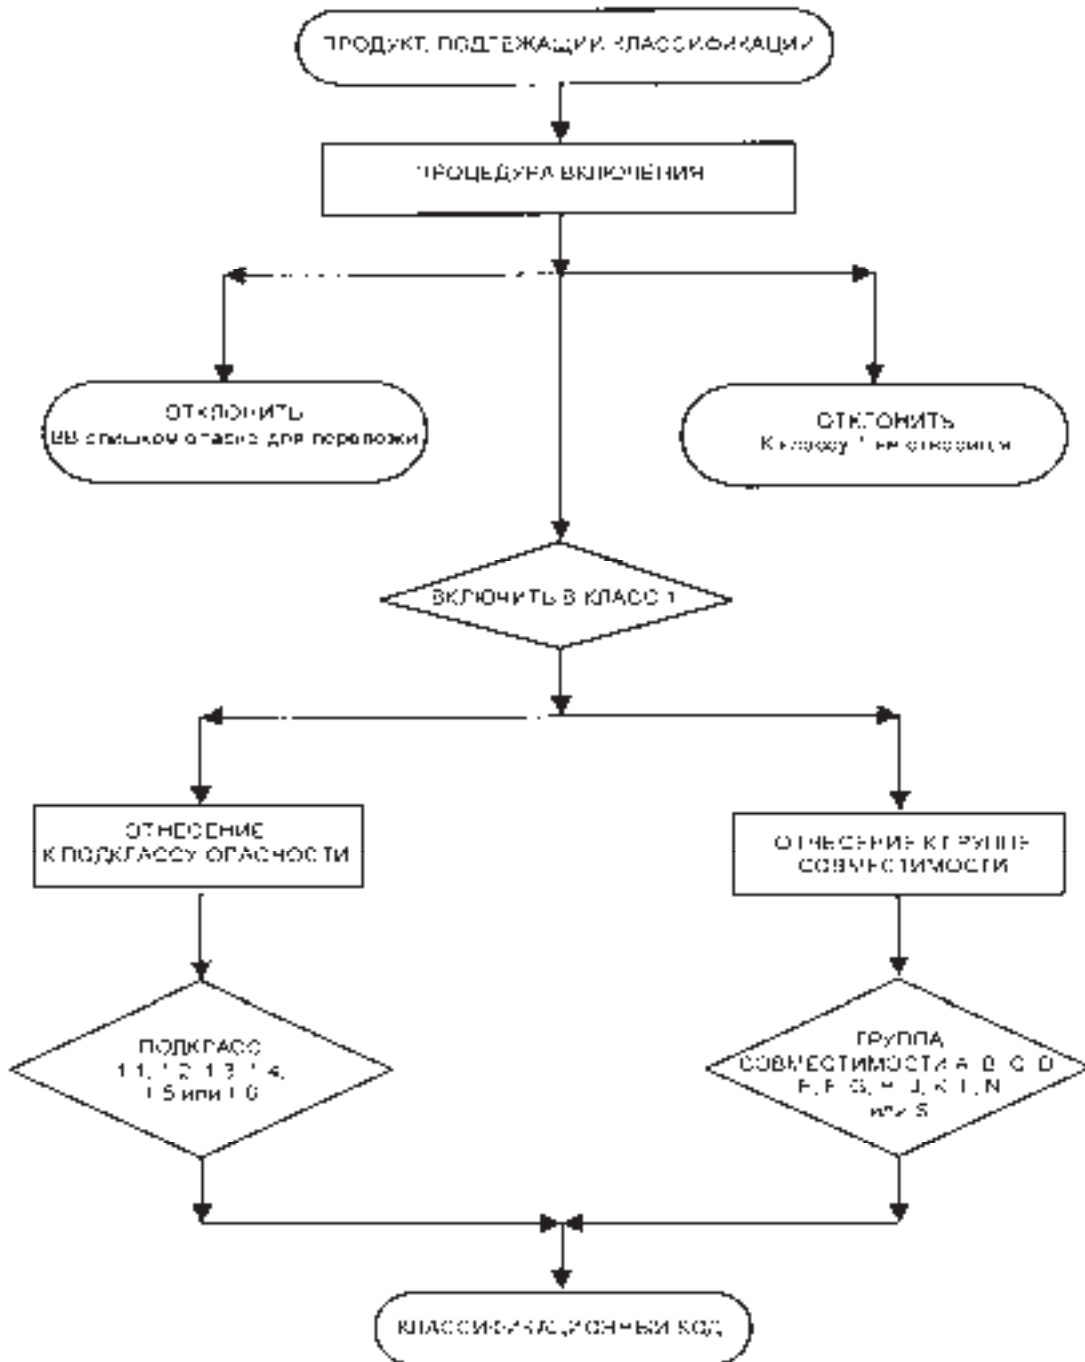 ПРОДУКТ, ПОДЛЕЖАЩИЙ КЛАССИФИКАЦИИ
ПРОЦЕДУРА ВКЛЮЧЕНИЯ
ОТКЛОНИТЬ
ВВ слишком опасно для перевозки
ОТКЛОНИТЬ
К классу 1 не относится
ВКЛЮЧИТЬ В КЛАСС 1
ОТНЕСЕНИЕ
К ПОДКЛАССУ ОПАСНОСТИ
ОТНЕСЕНИЕ К ГРУППЕ
СОВМЕСТИМОСТИ
ПОДКЛАСС
1.1, 1.2, 1.3, 1.4,
1.5 или 1.6
ГРУППА
СОВМЕСТИМОСТИ A, B, C, D,
E, F, G, H, J, K, L, N
или S
КЛАССИФИКАЦИОННЫЙ КОД